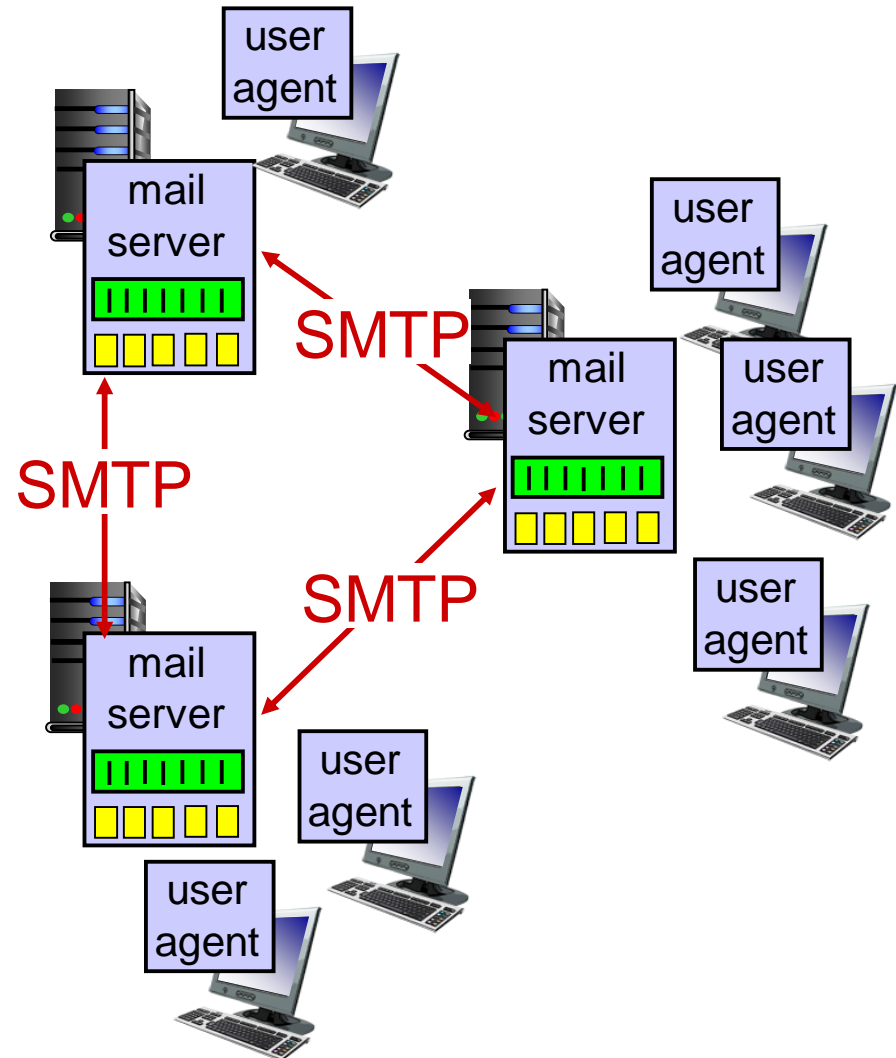 user
agent
mail
server
user
agent
SMTP
mail
server
user
agent
SMTP
SMTP
user
agent
mail
server
user
agent
user
agent